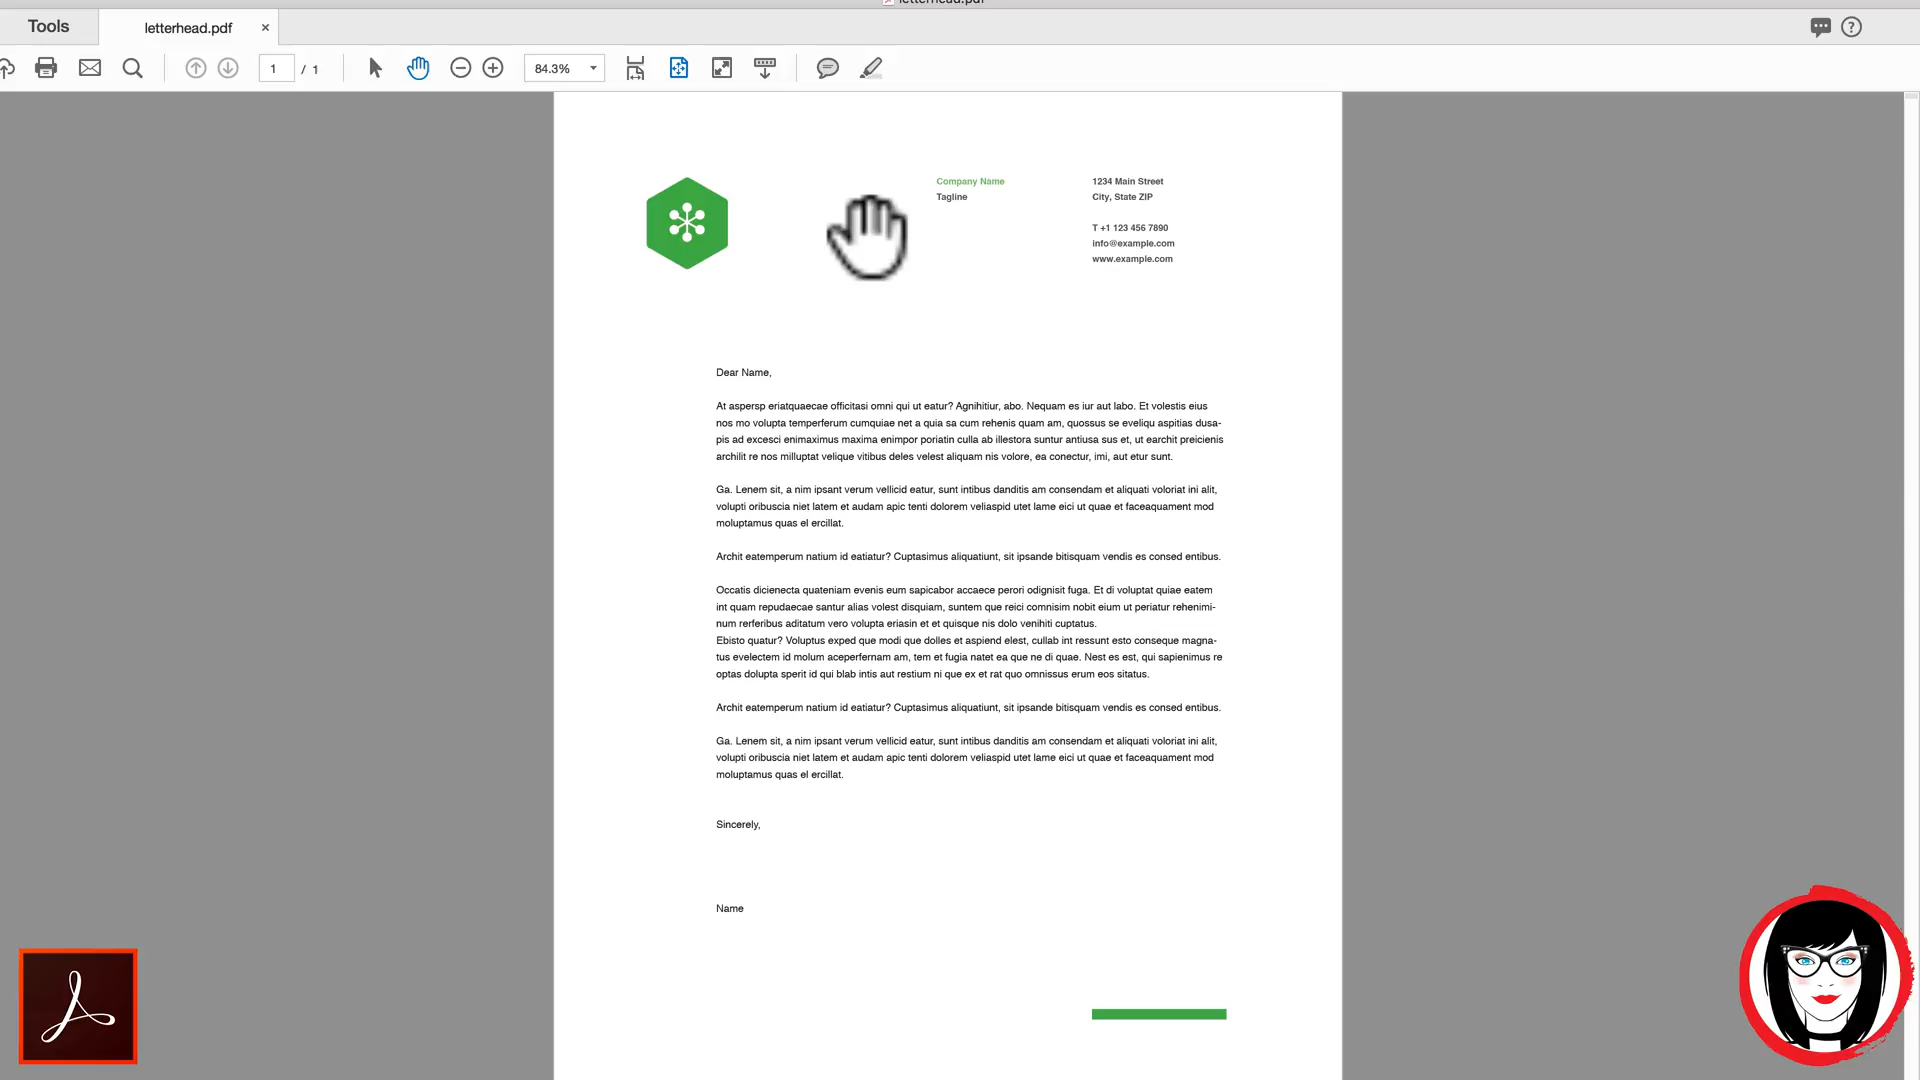 letterhead.pdf
Tools
letterhead.pdf
1 / 1
84.3%
Company Name
Tagline
1234 Main Street
City, State ZIP
T +1 123 456 7890
info@example.com
www.example.com
Dear Name,
At aspersp eriatquaecae officitasi omni qui ut eatur? Agnihitiur, abo. Nequam es iur aut labo. Et volestis eius
nos mo volupta temperferum cumquiae net a quia sa cum rehenis quam am, quossus se eveliqu aspitias dusa-
pis ad excesci enimaximus maxima enimpor poriatin culla ab illestora suntur antiusa sus et, ut earchit preicienis
archilit re nos milluptat velique vitibus deles velest aliquam nis volore, ea conectur, imi, aut etur sunt.
Ga. Lenem sit, a nim ipsant verum vellicid eatur, sunt intibus danditis am consendam et aliquati voloriat ini alit,
volupti oribuscia niet latem et audam apic tenti dolorem veliaspid utet lame eici ut quae et faceaquament mod
moluptamus quas el ercillat.
Archit eatemperum natium id eatiatur? Cuptasimus aliquatiunt, sit ipsande bitisquam vendis es consed entibus.
Occatis dicienecta quateniam evenis eum sapicabor accaece perori odignisit fuga. Et di voluptat quiae eatem
int quam repudaecae santur alias volest disquiam, suntem que reici comnisim nobit eium ut periatur rehenimi-
num rerferibus aditatum vero volupta eriasin et et quisque nis dolo venihiti cuptatus.
Ebisto quatur? Voluptus exped que modi que dolles et aspiend elest, cullab int ressunt esto conseque magna-
tus evelectem id molum aceperfernam am, tem et fugia natet ea que ne di quae. Nest es est, qui sapienimus re
optas dolupta sperit id qui blab intis aut restium ni que ex et rat quo omnissus erum eos sitatus.
Archit eatemperum natium id eatiatur? Cuptasimus aliquatiunt, sit ipsande bitisquam vendis es consed entibus.
Ga. Lenem sit, a nim ipsant verum vellicid eatur, sunt intibus danditis am consendam et aliquati voloriat ini alit,
volupti oribuscia niet latem et audam apic tenti dolorem veliaspid utet lame eici ut quae et faceaquament mod
moluptamus quas el ercillat.
Sincerely,
Name